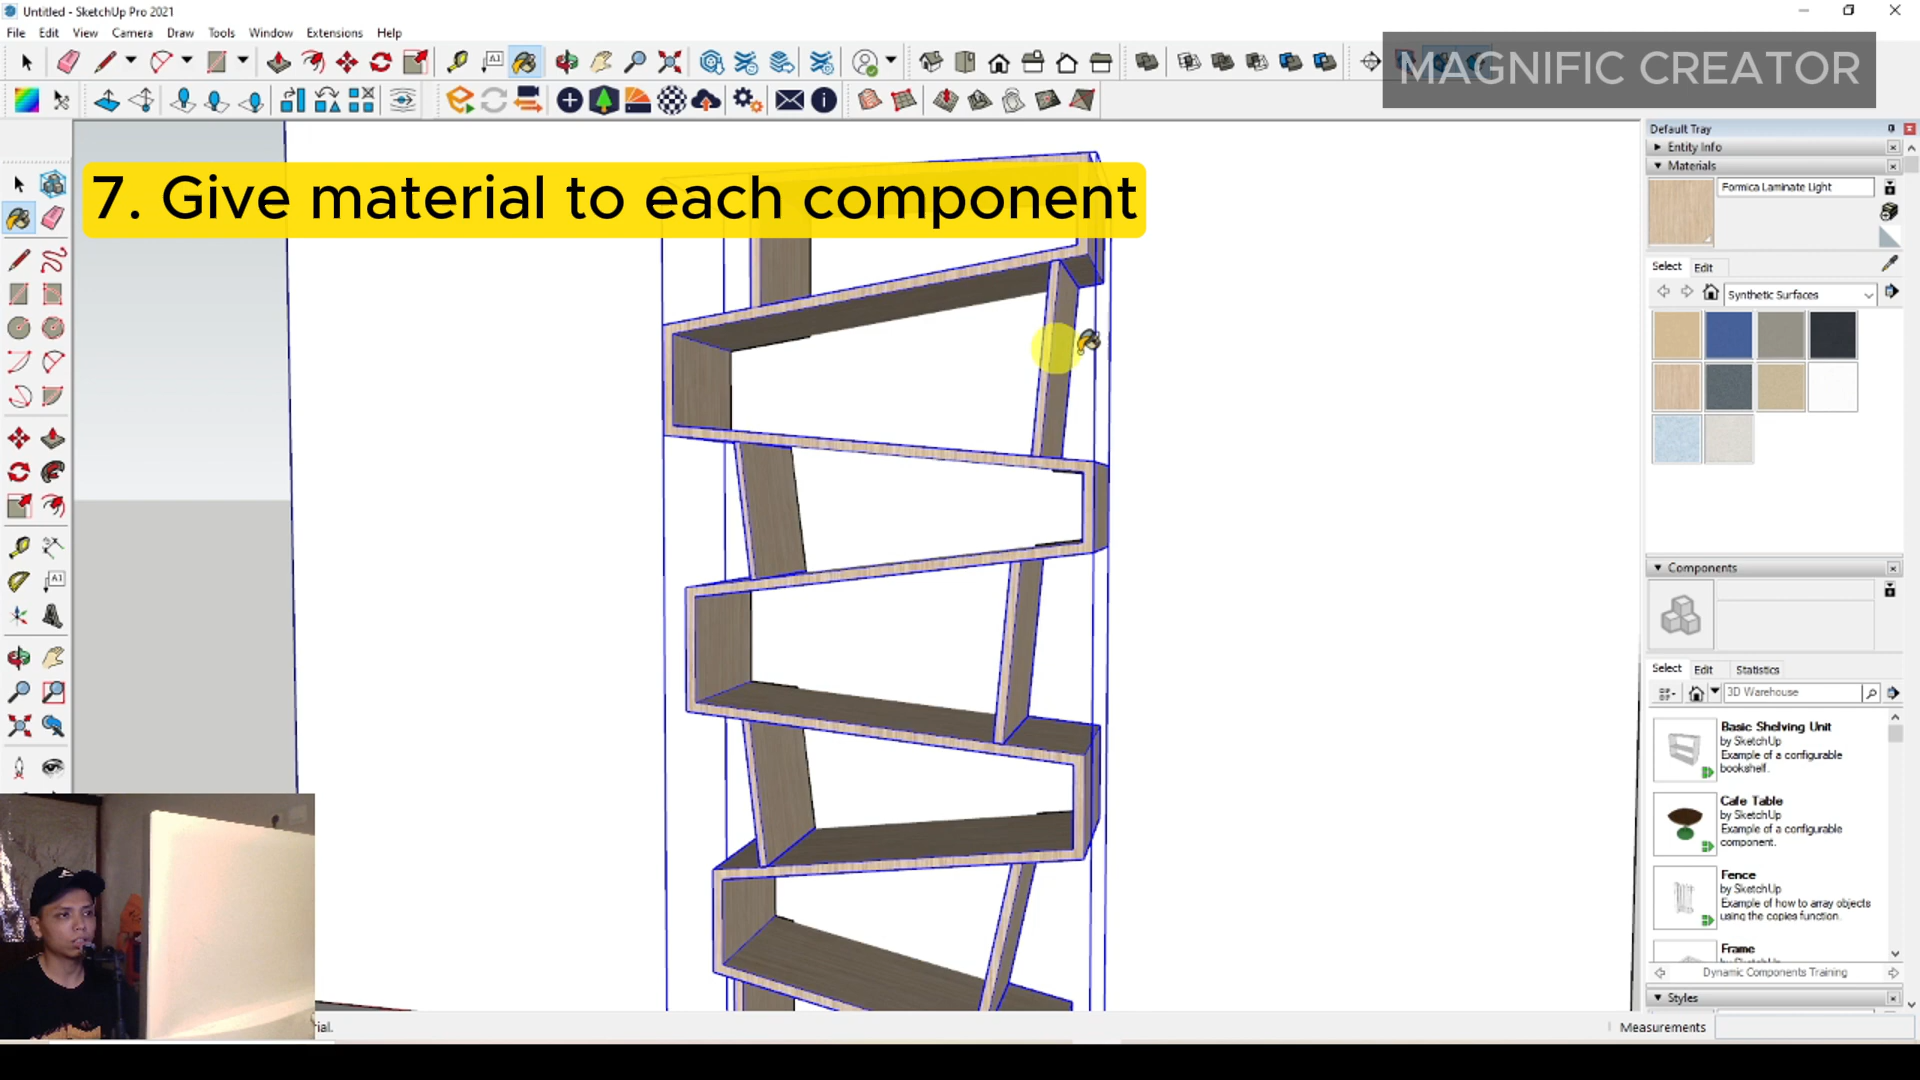 Untitled - SketchUp Pro 2021
File Edit View Camera Draw Tools Window Extensions Help
MAGNIFIC CREATOR
7. Give material to each component
Default Tray
Entity Info
Materials
Formica Laminate Light
Select Edit
Synthetic Surfaces
Components
Select Edit Statistics
3D Warehouse
Basic Shelving Unit
by SketchUp
Example of a configurable
bookshelf.
Cafe Table
by SketchUp
Example of a configurable
component.
Fence
by SketchUp
Example of how to array objects
using the copies function.
Frame
Dynamic Components Training
Styles
ial.
Measurements